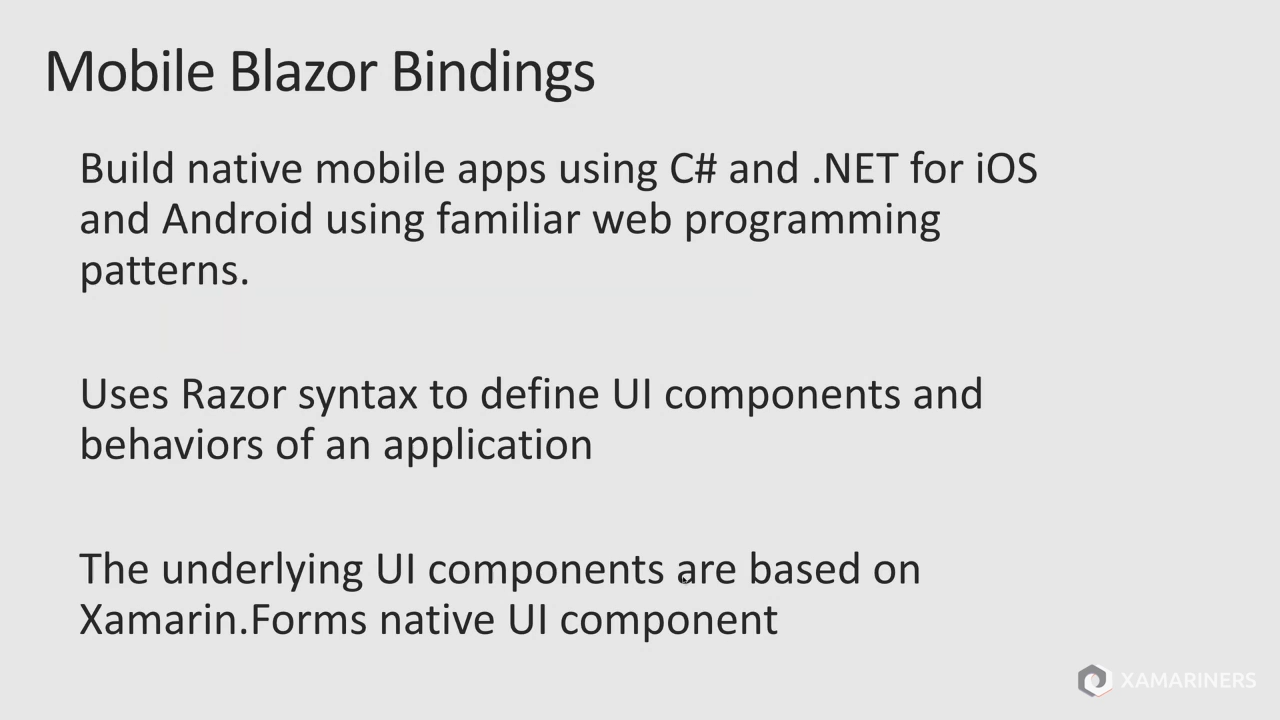 Mobile Blazor Bindings
Build native mobile apps using C# and .NET for iOS
and Android using familiar web programming
patterns.
Uses Razor syntax to define UI components and
behaviors of an application
The underlying UI components are based on
Xamarin.Forms native UI component
XAMARINERS